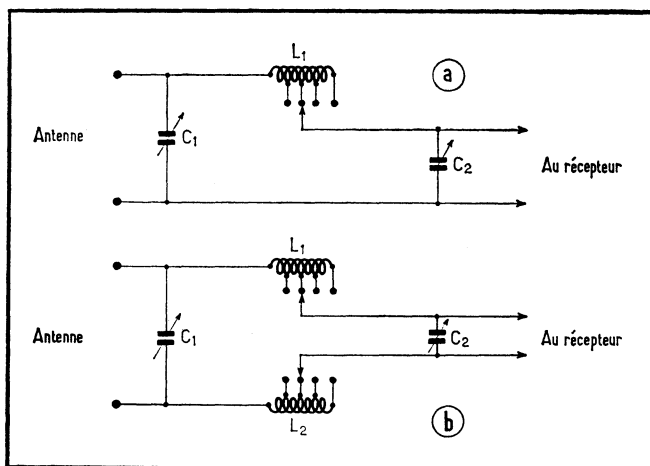 L1
a
Antenne
C1
C2
Au récepteur
L1
Antenne
C1
C2
Au récepteur
L2
b